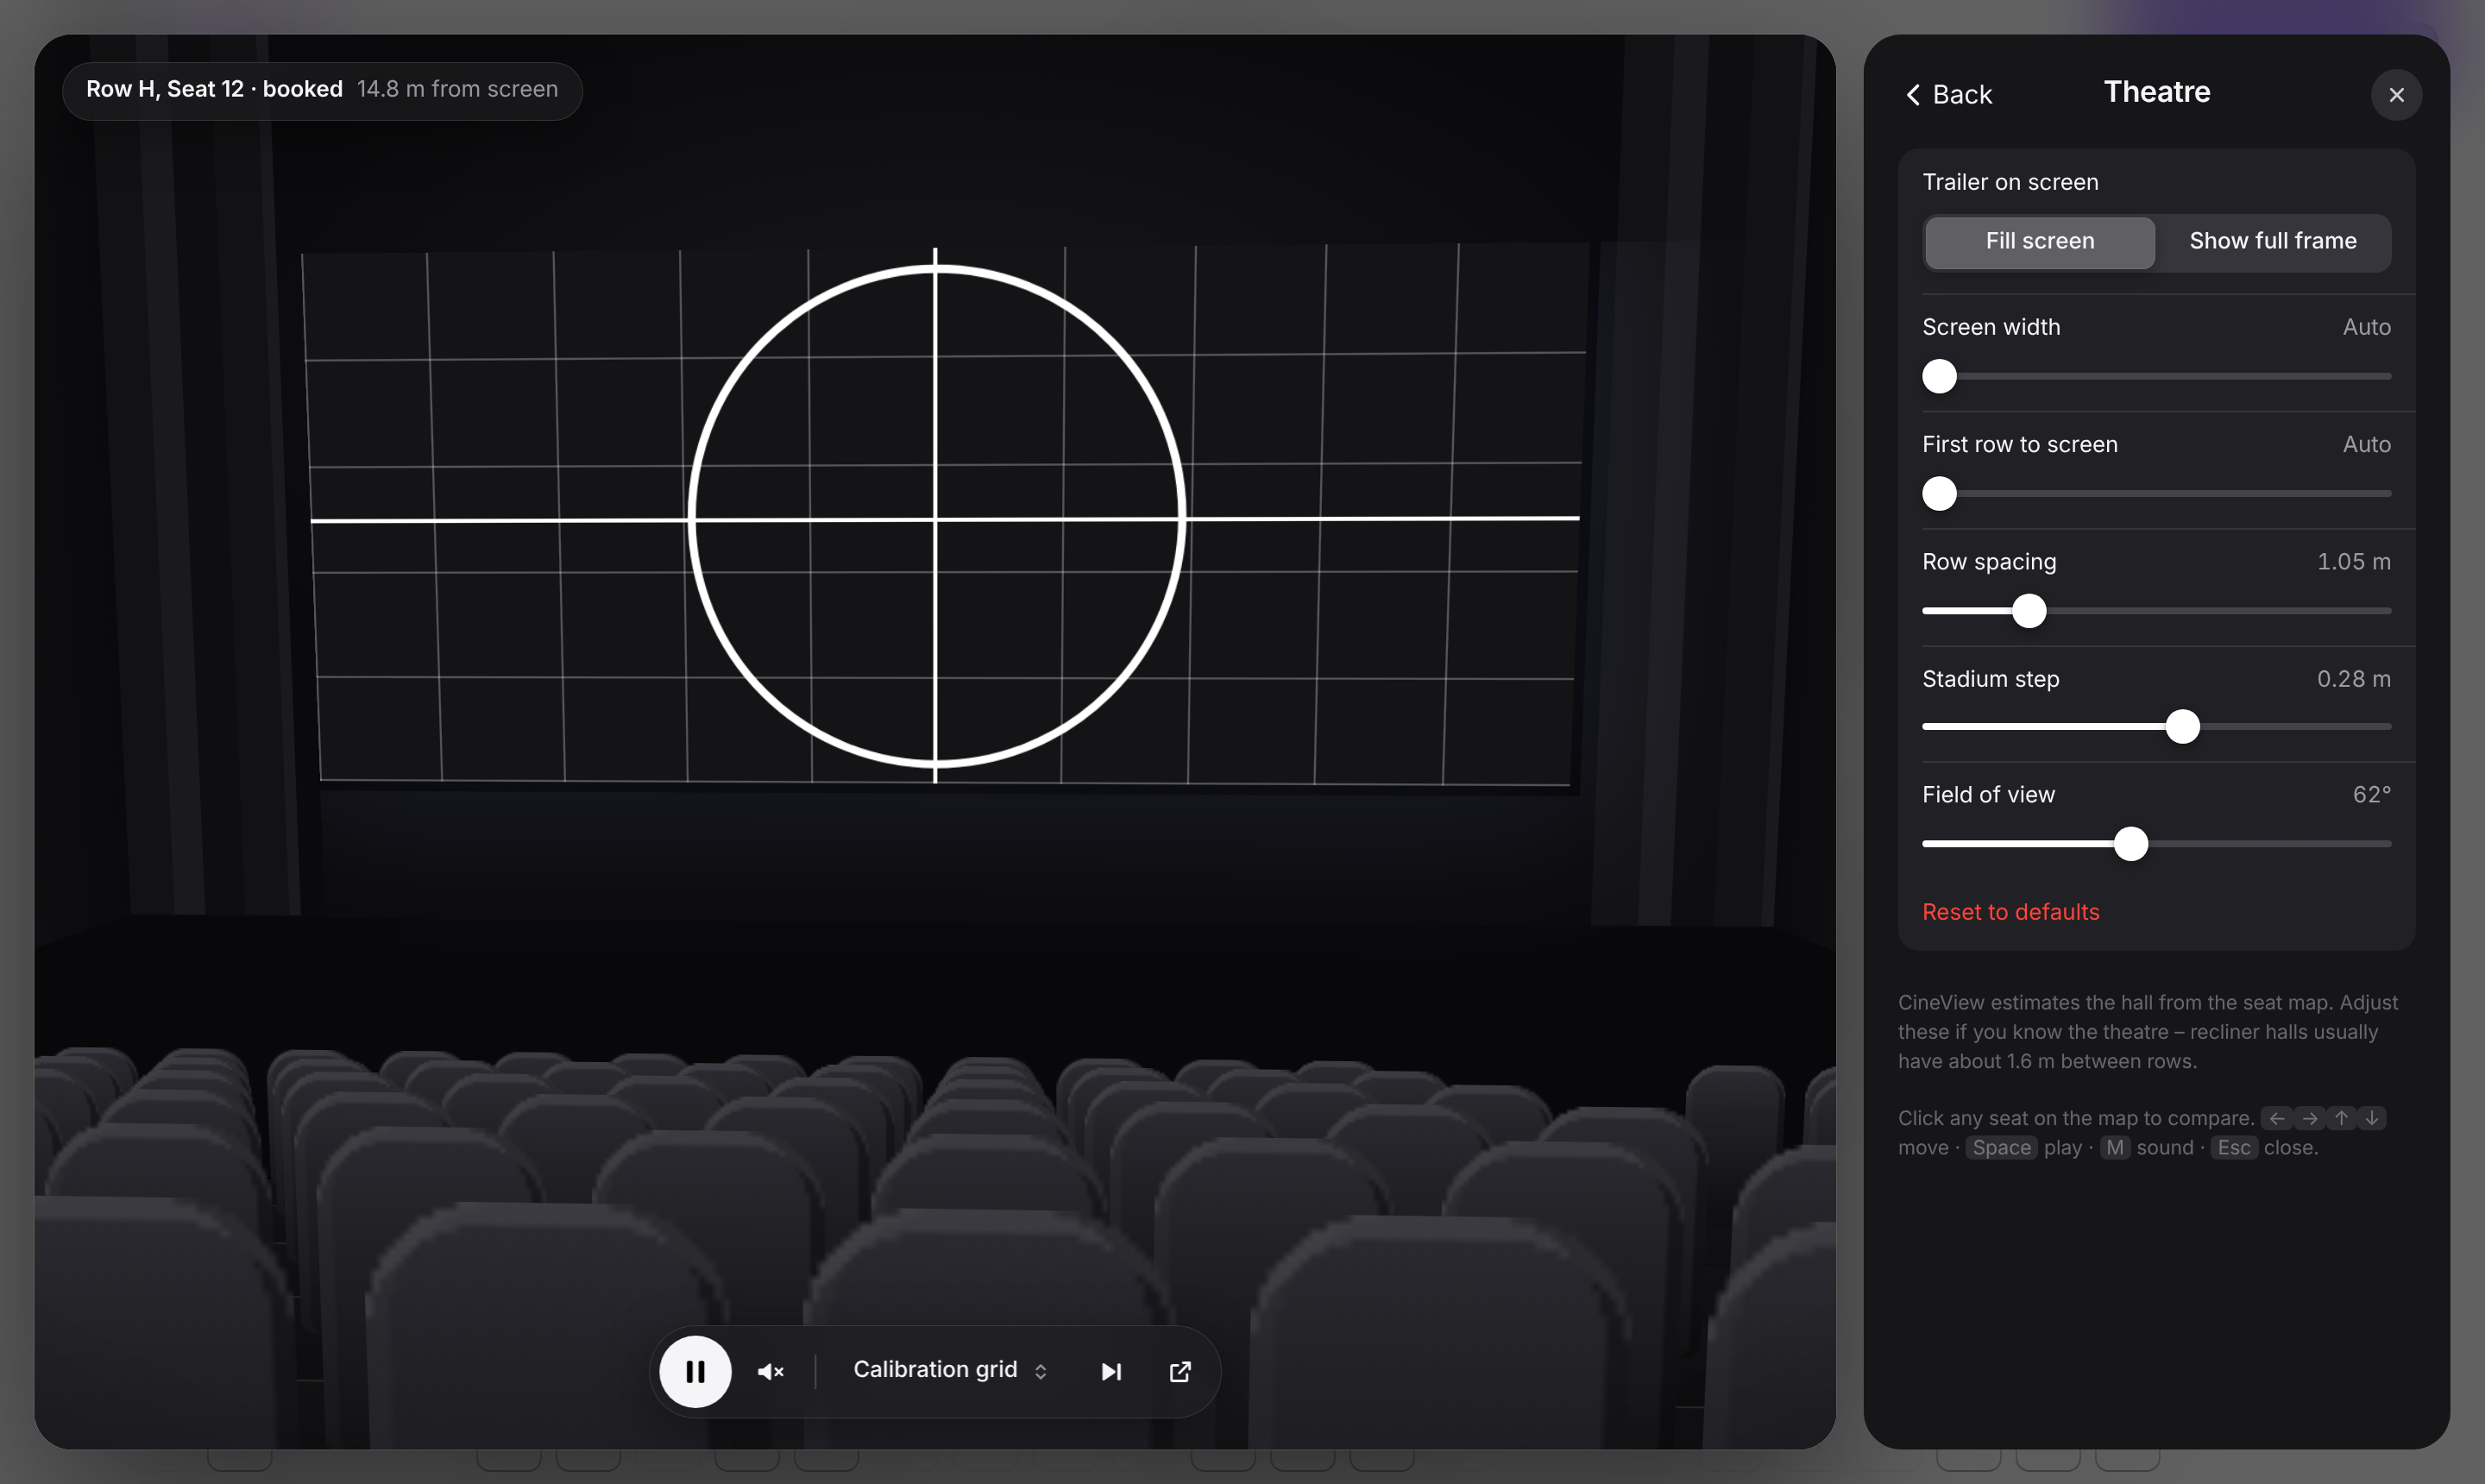 Row H, Seat 12 · booked 14.8 m from screen
Calibration grid
Back
Theatre
Trailer on screen
Fill screen
Show full frame
Screen width
Auto
First row to screen
Auto
Row spacing
1.05 m
Stadium step
0.28 m
Field of view
62°
Reset to defaults
CineView estimates the hall from the seat map. Adjust
these if you know the theatre – recliner halls usually
have about 1.6 m between rows.
Click any seat on the map to compare. ← → ↑ ↓
move · Space play · M sound · Esc close.